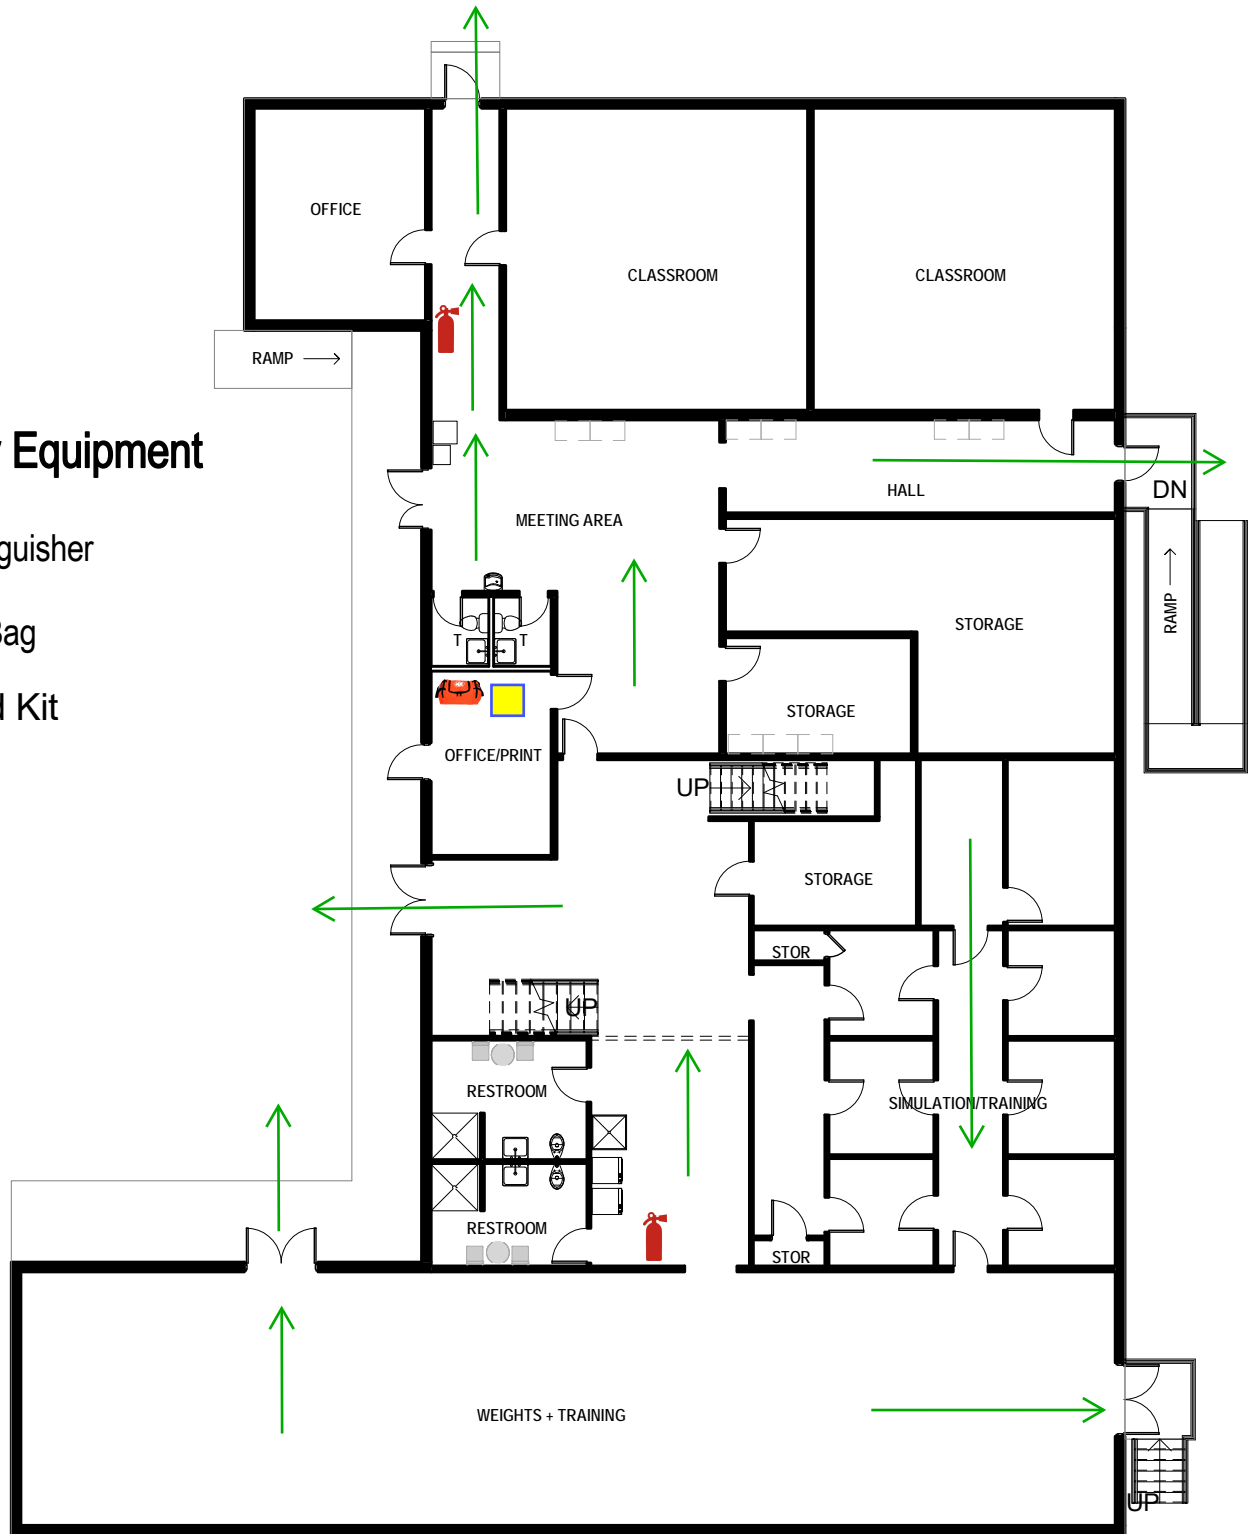 OFFICE
CLASSROOM
CLASSROOM
RAMP
Equipment
guisher
Bag
Kit
HALL
DN
MEETING AREA
RAMP
STORAGE
T
T
STORAGE
OFFICE/PRINT
UP
STORAGE
STOR
UP
RESTROOM
SIMULATION/TRAINING
RESTROOM
STOR
WEIGHTS + TRAINING
UP